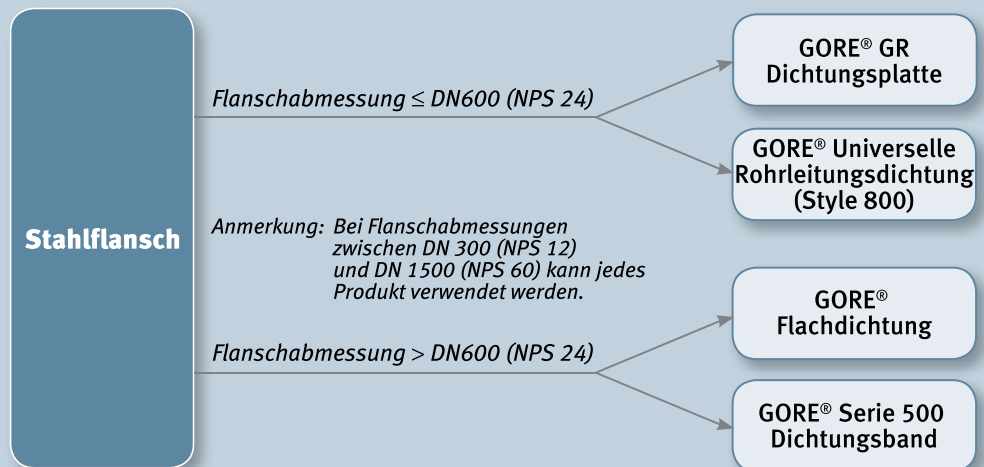 Stahlflansch
Flanschabmessung ≤ DN600 (NPS 24)
GORE® GR
Dichtungsplatte
GORE® Universelle
Rohrleitungsdichtung
(Style 800)
Anmerkung: Bei Flanschabmessungen
zwischen DN 300 (NPS 12)
und DN 1500 (NPS 60) kann jedes
Produkt verwendet werden.
Flanschabmessung > DN600 (NPS 24)
GORE®
Flachdichtung
GORE® Serie 500
Dichtungsband